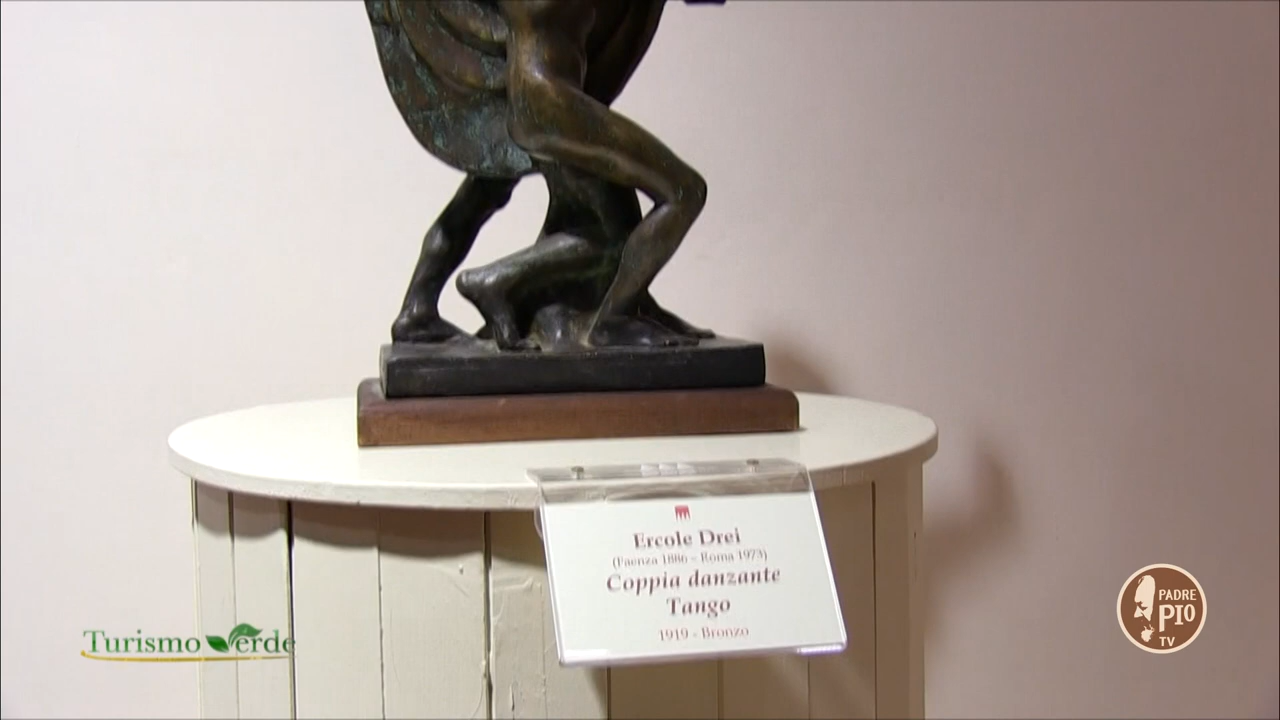 Ercole Drei
(Faenza 1886 - Roma 1973)
Coppia danzante
Tango
1919 - Bronzo
Turismo Verde
PADRE
PIO
TV